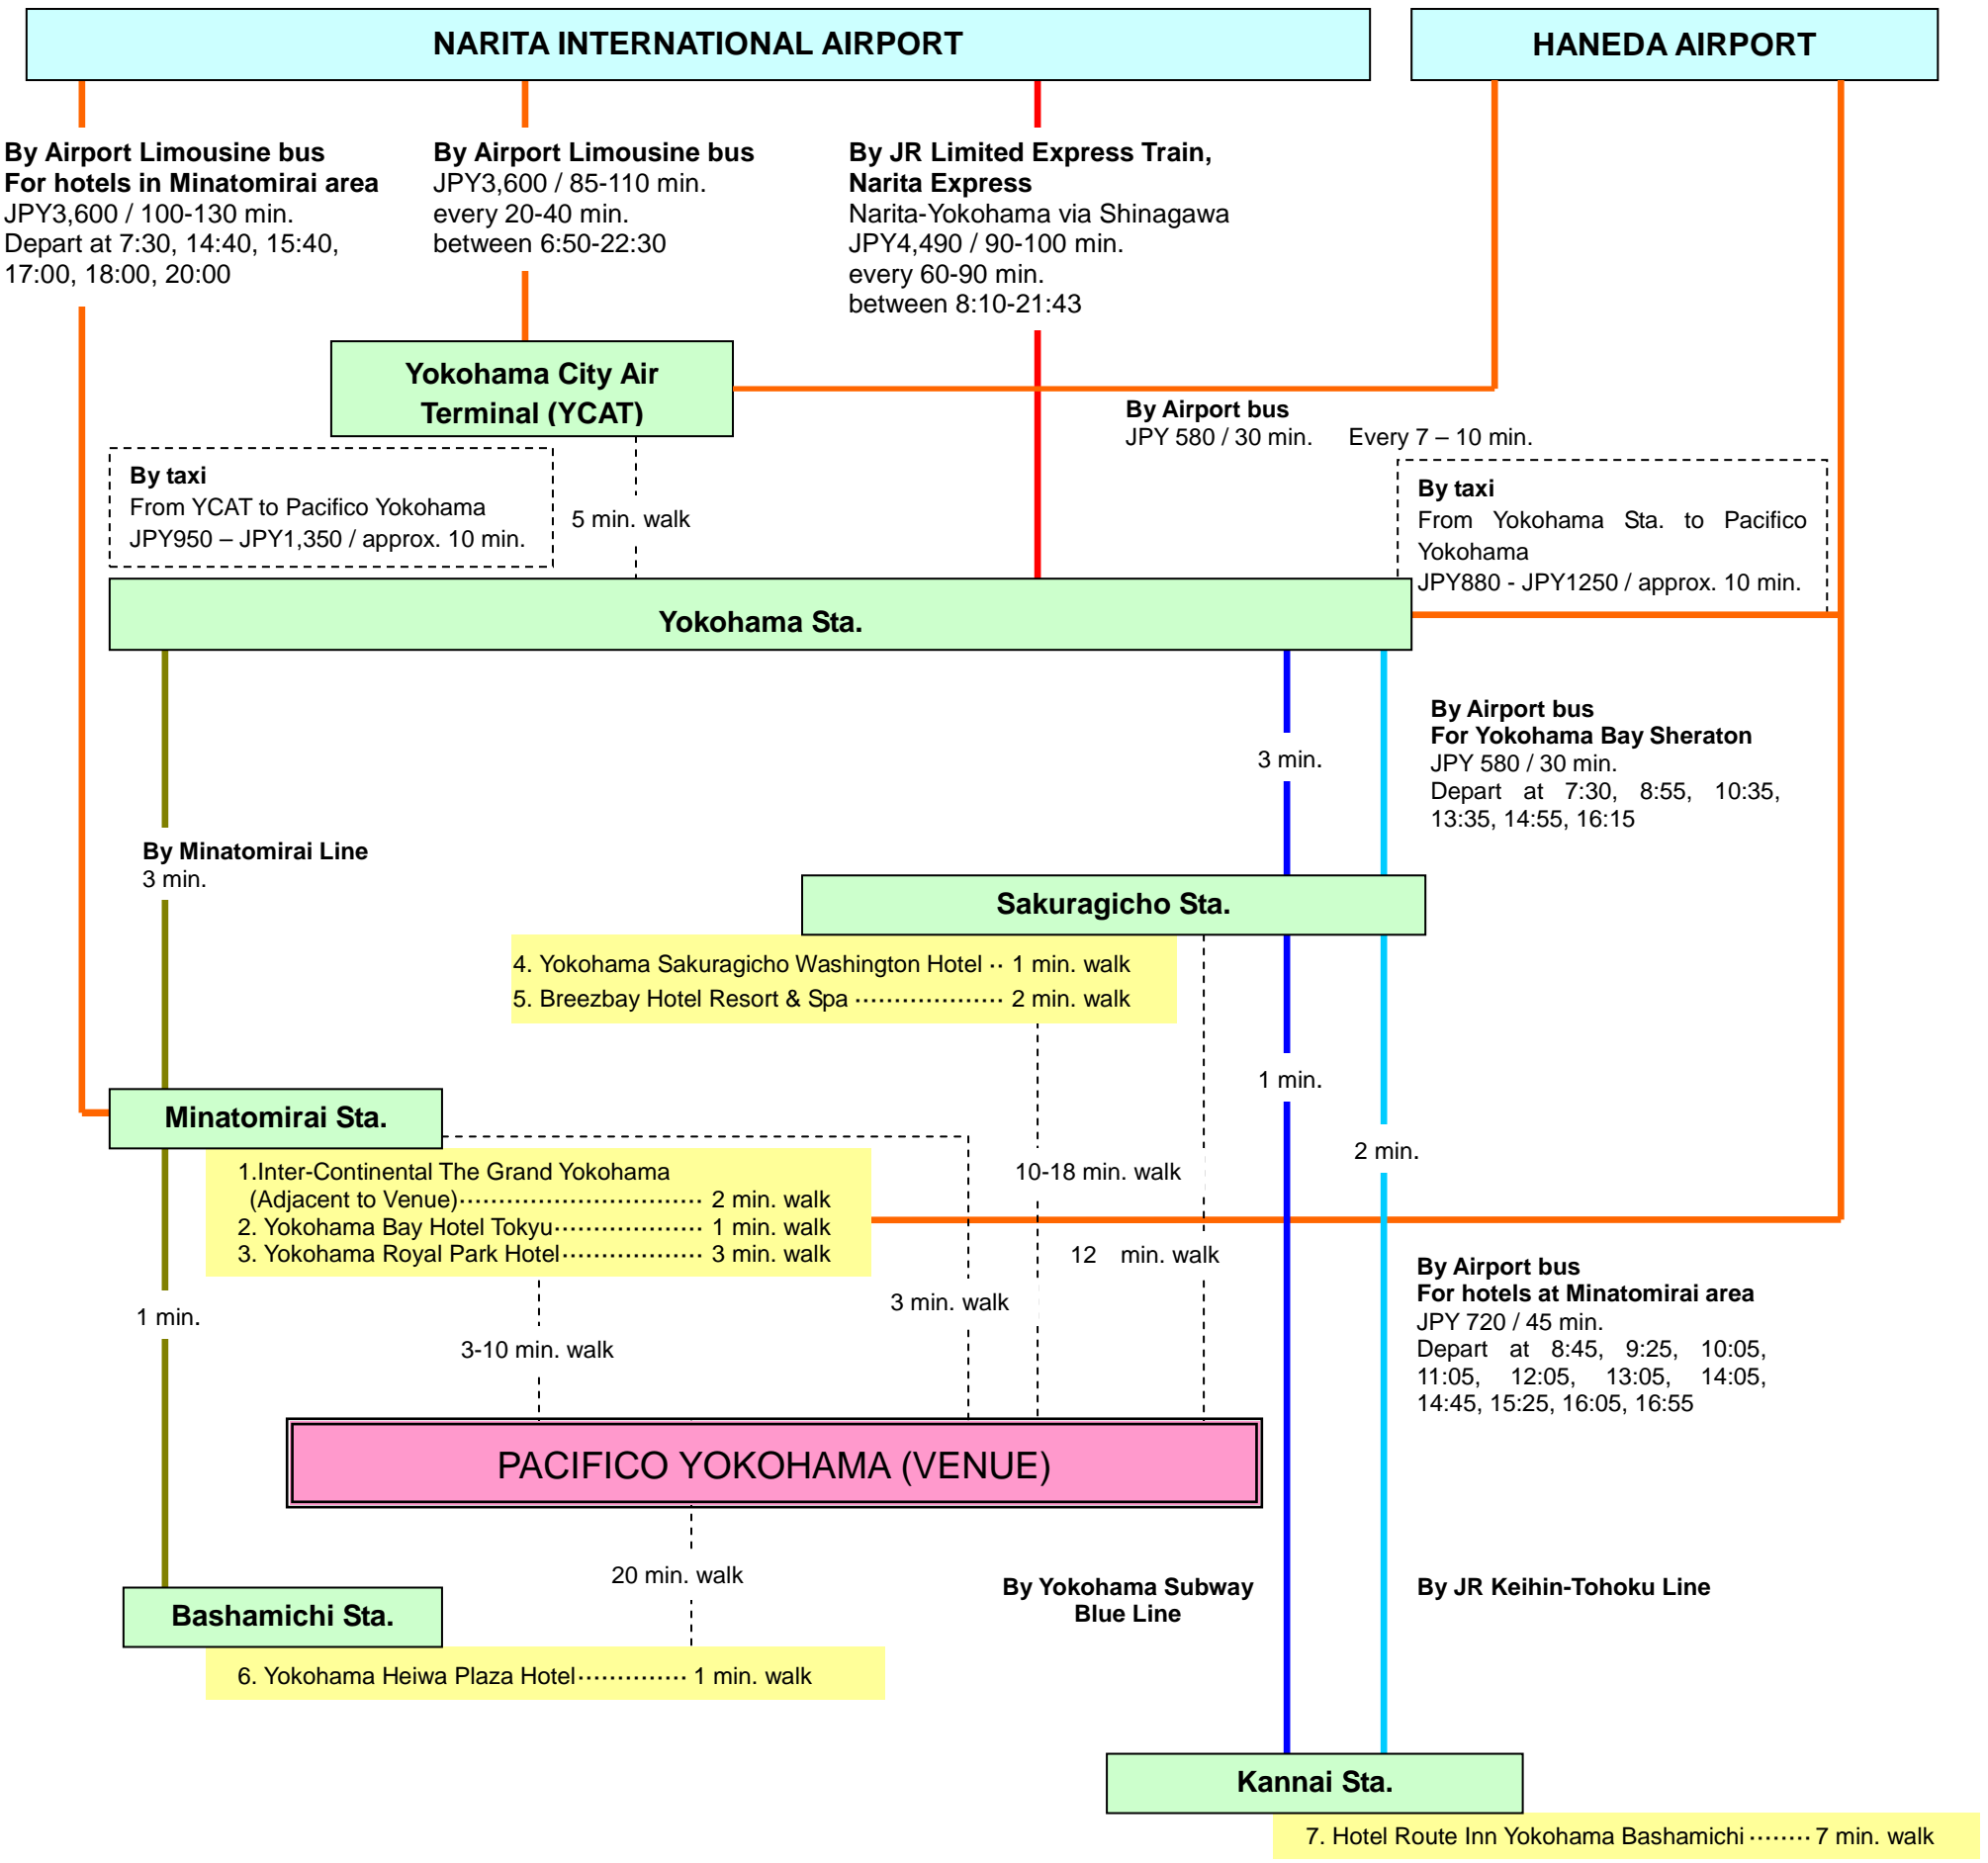 NARITA INTERNATIONAL AIRPORT
HANEDA AIRPORT
By Airport Limousine bus
For hotels in Minatomirai area
JPY3,600 / 100-130 min.
Depart at 7:30, 14:40, 15:40,
17:00, 18:00, 20:00
By Airport Limousine bus
JPY3,600 / 85-110 min.
every 20-40 min.
between 6:50-22:30
By JR Limited Express Train,
Narita Express
Narita-Yokohama via Shinagawa
JPY4,490 / 90-100 min.
every 60-90 min.
between 8:10-21:43
Yokohama City Air
Terminal (YCAT)
By Airport bus
JPY 580 / 30 min. Every 7 – 10 min.
By taxi
From YCAT to Pacifico Yokohama
JPY950 – JPY1,350 / approx. 10 min.
5 min. walk
By taxi
From Yokohama Sta. to Pacifico
Yokohama
JPY880 - JPY1250 / approx. 10 min.
Yokohama Sta.
By Airport bus
For Yokohama Bay Sheraton
JPY 580 / 30 min.
Depart at 7:30, 8:55, 10:35,
13:35, 14:55, 16:15
3 min.
By Minatomirai Line
3 min.
Sakuragicho Sta.
4. Yokohama Sakuragicho Washington Hotel ·· 1 min. walk
5. Breezbay Hotel Resort & Spa ··················· 2 min. walk
1 min.
Minatomirai Sta.
2 min.
1.Inter-Continental The Grand Yokohama
(Adjacent to Venue)······························· 2 min. walk
2. Yokohama Bay Hotel Tokyu··················· 1 min. walk
3. Yokohama Royal Park Hotel·················· 3 min. walk
10-18 min. walk
12 min. walk
3 min. walk
1 min.
3-10 min. walk
By Airport bus
For hotels at Minatomirai area
JPY 720 / 45 min.
Depart at 8:45, 9:25, 10:05,
11:05, 12:05, 13:05, 14:05,
14:45, 15:25, 16:05, 16:55
PACIFICO YOKOHAMA (VENUE)
20 min. walk
By Yokohama Subway
Blue Line
By JR Keihin-Tohoku Line
Bashamichi Sta.
6. Yokohama Heiwa Plaza Hotel·············· 1 min. walk
Kannai Sta.
7. Hotel Route Inn Yokohama Bashamichi ········ 7 min. walk